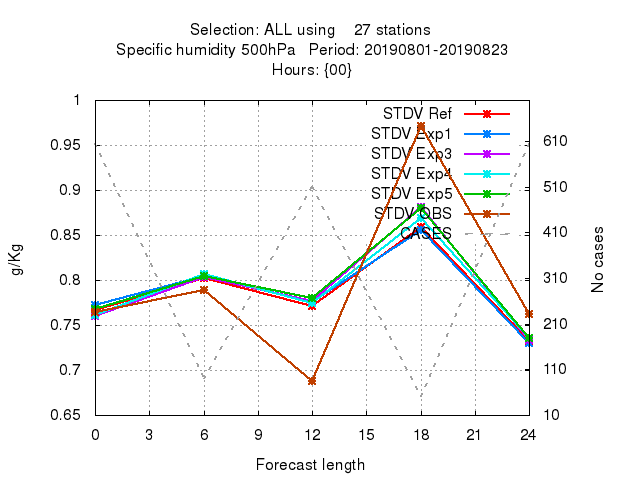 Selection: ALL using    27 stations
Specific humidity 500hPa   Period: 20190801-20190823
Hours: {00}
STDV Ref
STDV Exp1
STDV Exp3
STDV Exp4
STDV Exp5
STDV OBS
CASES
1
0.95
0.9
0.85
0.8
0.75
0.7
0.65
g/Kg
610
510
410
310
210
110
10
No cases
0 3 6 9 12 15 18 21 24
Forecast length